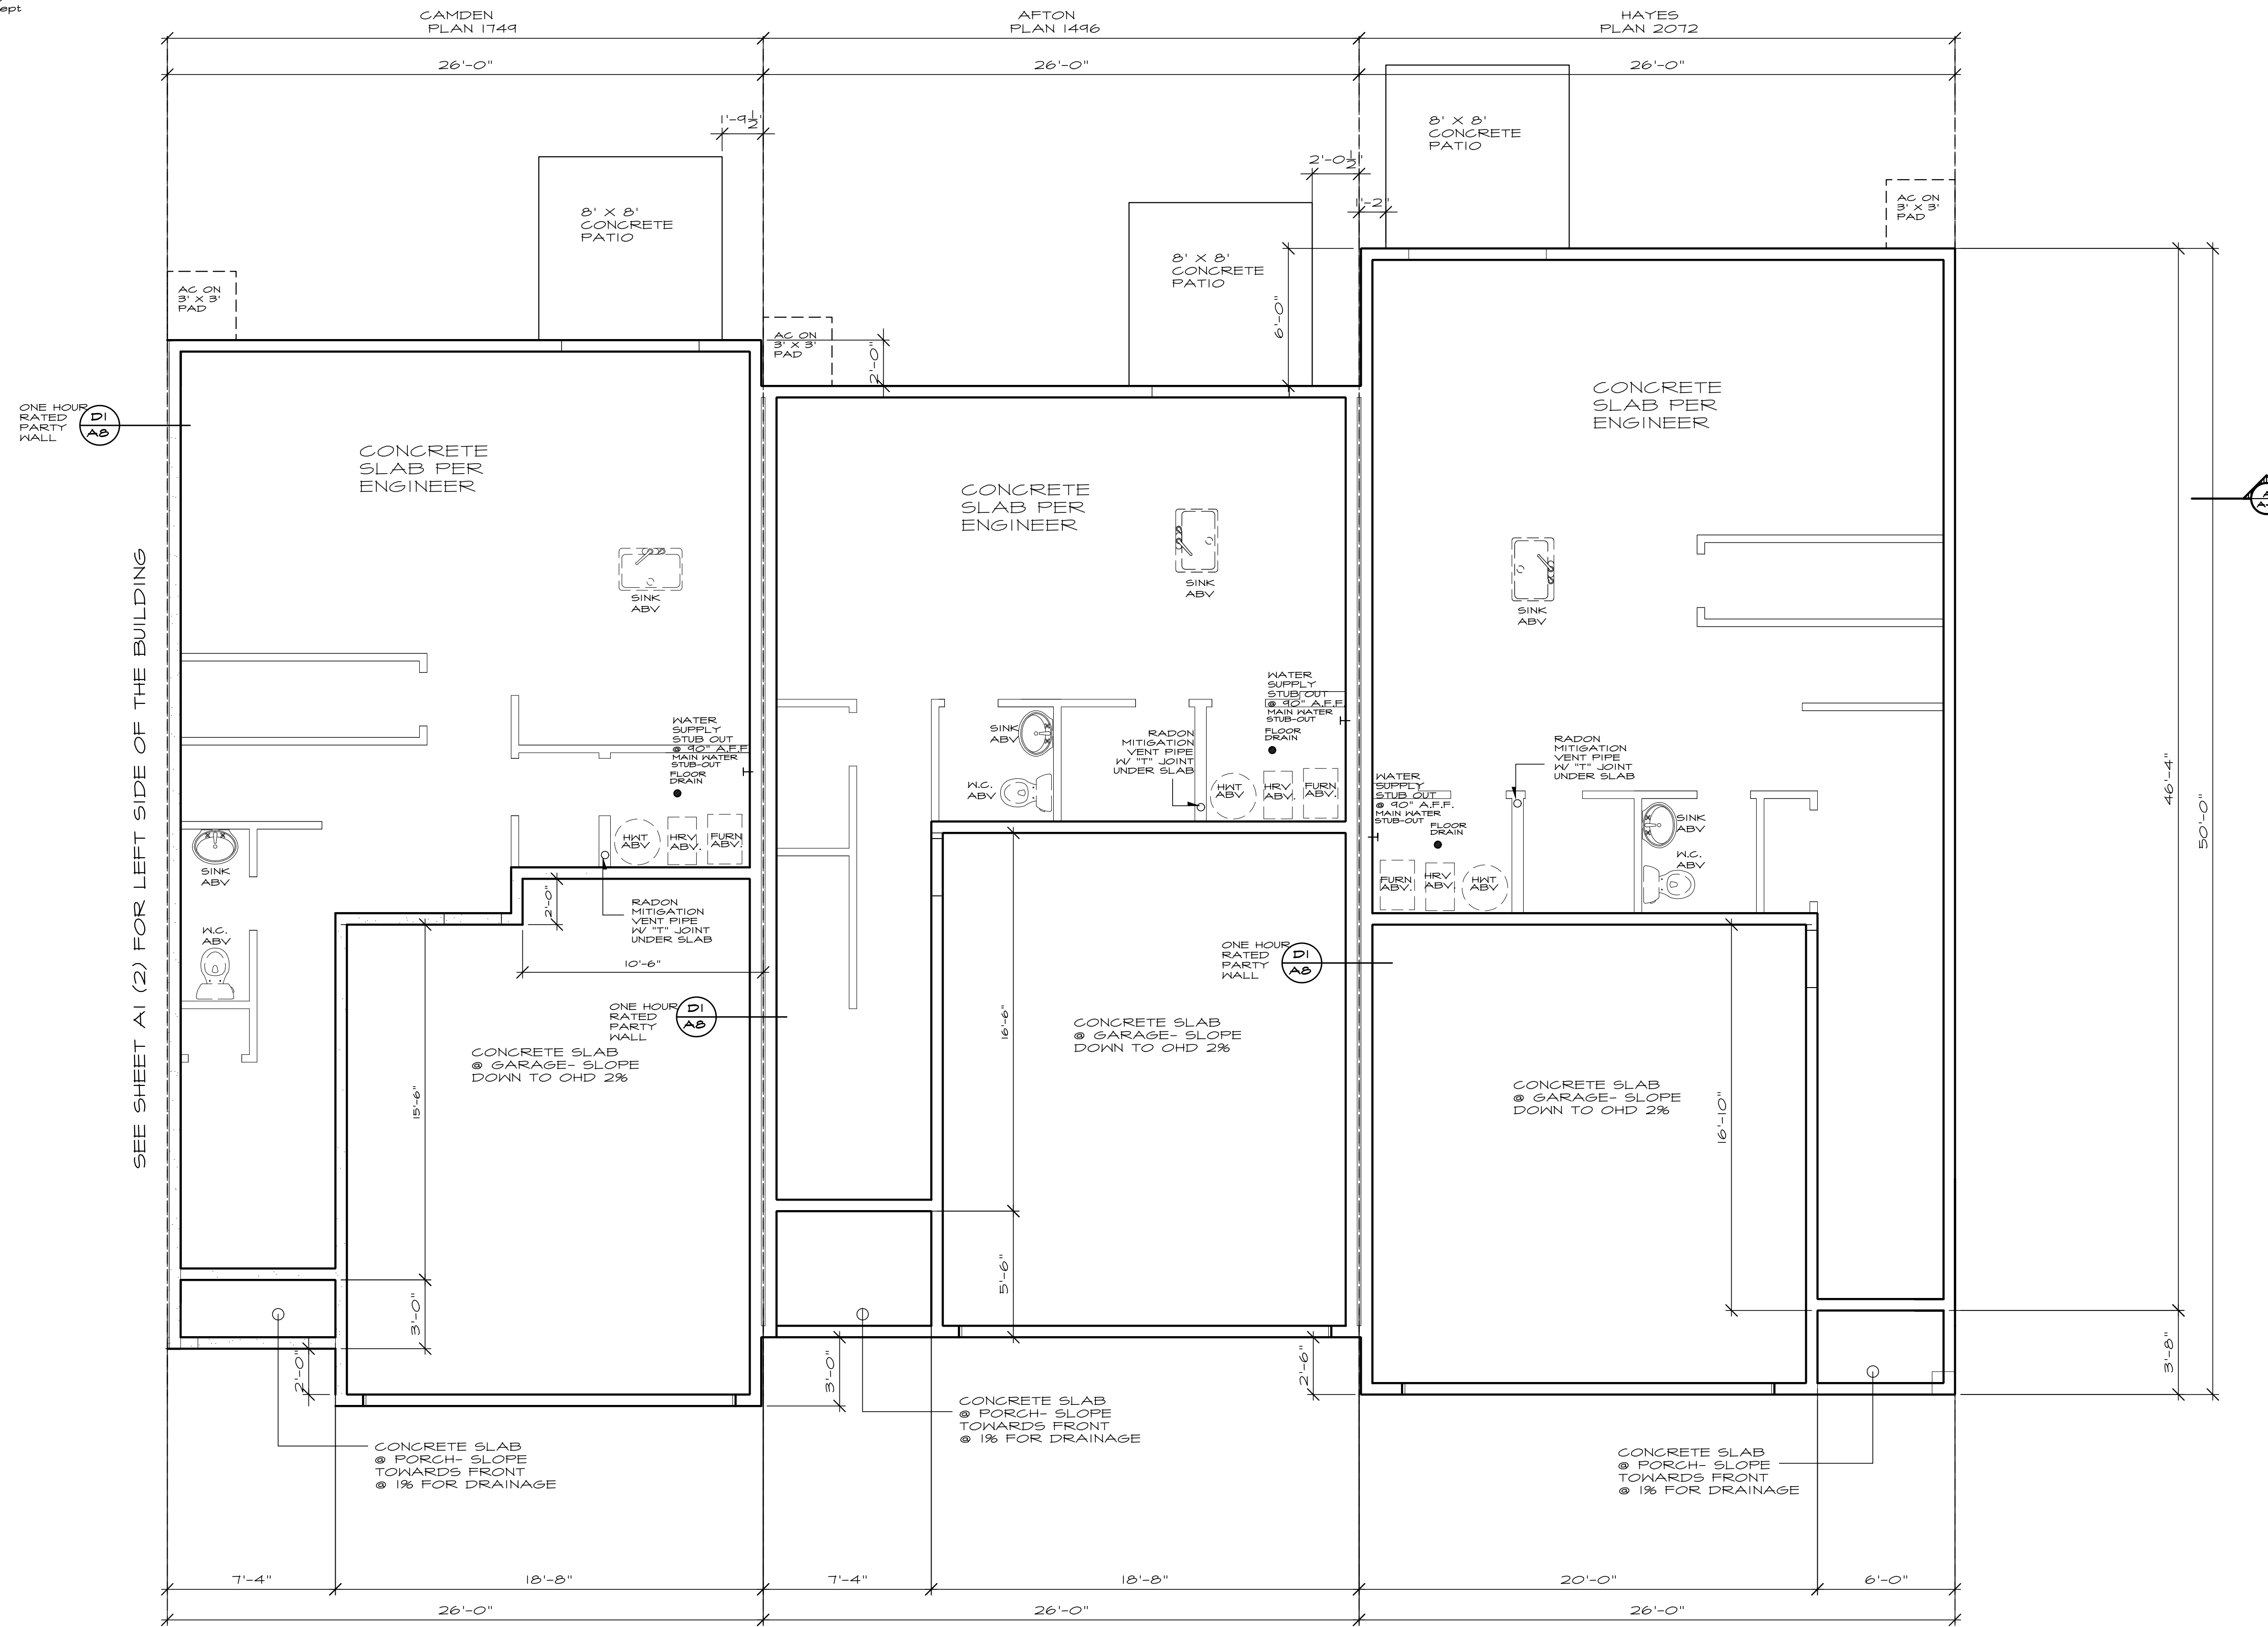 ept
CAMDEN
PLAN 1749
AFTON
PLAN 1496
HAYES
PLAN 2072
26'-0"
26'-0"
26'-0"
1'-9 1/2"
2'-0 1/2"
1'-2"
8' X 8'
CONCRETE
PATIO
8' X 8'
CONCRETE
PATIO
8' X 8'
CONCRETE
PATIO
AC ON
3' X 3'
PAD
AC ON
3' X 3'
PAD
AC ON
3' X 3'
PAD
2'-0"
6'-0"
ONE HOUR
RATED
PARTY
WALL
D1
A8
CONCRETE
SLAB PER
ENGINEER
CONCRETE
SLAB PER
ENGINEER
CONCRETE
SLAB PER
ENGINEER
SEE SHEET A1 (2) FOR LEFT SIDE OF THE BUILDING
SINK
ABV
SINK
ABV
SINK
ABV
WATER
SUPPLY
STUB OUT
@ 90" A.F.F
MAIN WATER
STUB-OUT
FLOOR
DRAIN
HWT
ABV
HRV
ABV.
FURN
ABV.
SINK
ABV
W.C.
ABV
RADON
MITIGATION
VENT PIPE
W/ "T" JOINT
UNDER SLAB
2'-0"
10'-6"
15'-6"
3'-0"
2'-0"
CONCRETE SLAB
@ GARAGE- SLOPE
DOWN TO OHD 2%
ONE HOUR
RATED
PARTY
WALL
D1
A8
SINK
ABV
W.C.
ABV
RADON
MITIGATION
VENT PIPE
W/ "T" JOINT
UNDER SLAB
WATER
SUPPLY
STUB OUT
@ 90" A.F.F.
MAIN WATER
STUB-OUT
FLOOR
DRAIN
HWT
ABV
HRV
ABV.
FURN
ABV.
16'-6"
5'-6"
3'-0"
CONCRETE SLAB
@ GARAGE- SLOPE
DOWN TO OHD 2%
ONE HOUR
RATED
PARTY
WALL
D1
A8
WATER
SUPPLY
STUB OUT
@ 90" A.F.F.
MAIN WATER
STUB-OUT
FLOOR
DRAIN
FURN
ABV.
HRV
ABV.
HWT
ABV
RADON
MITIGATION
VENT PIPE
W/ "T" JOINT
UNDER SLAB
SINK
ABV
W.C.
ABV
CONCRETE SLAB
@ GARAGE- SLOPE
DOWN TO OHD 2%
16'-10"
2'-6"
46'-4"
50'-0"
3'-8"
CONCRETE SLAB
@ PORCH- SLOPE
TOWARDS FRONT
@ 1% FOR DRAINAGE
CONCRETE SLAB
@ PORCH- SLOPE
TOWARDS FRONT
@ 1% FOR DRAINAGE
CONCRETE SLAB
@ PORCH- SLOPE
TOWARDS FRONT
@ 1% FOR DRAINAGE
7'-4"
18'-8"
7'-4"
18'-8"
20'-0"
6'-0"
26'-0"
26'-0"
26'-0"